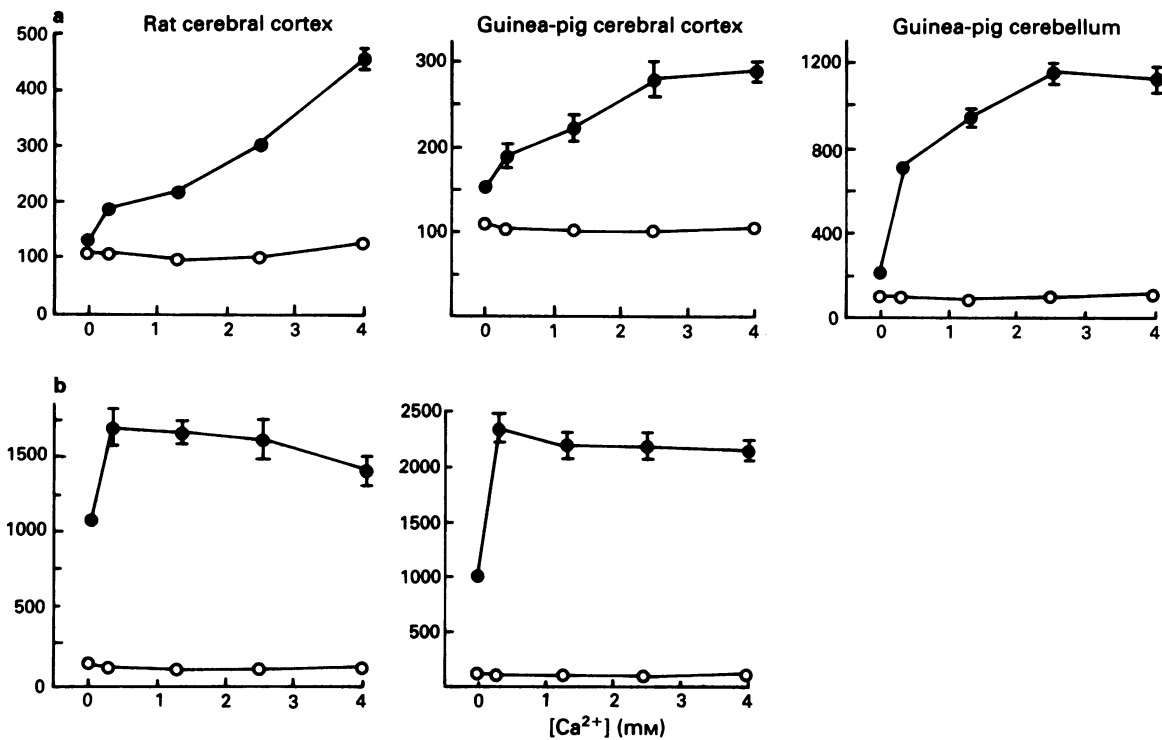 a
Rat cerebral cortex
Guinea-pig cerebral cortex
Guinea-pig cerebellum
500
400
300
200
100
0
0 1 2 3 4
300
200
100
0 1 2 3 4
1200
800
400
0
0 1 2 3 4
b
1500
1000
500
0
0 1 2 3 4
2500
2000
1500
1000
500
0 1 2 3 4
[Ca2+] (mM)